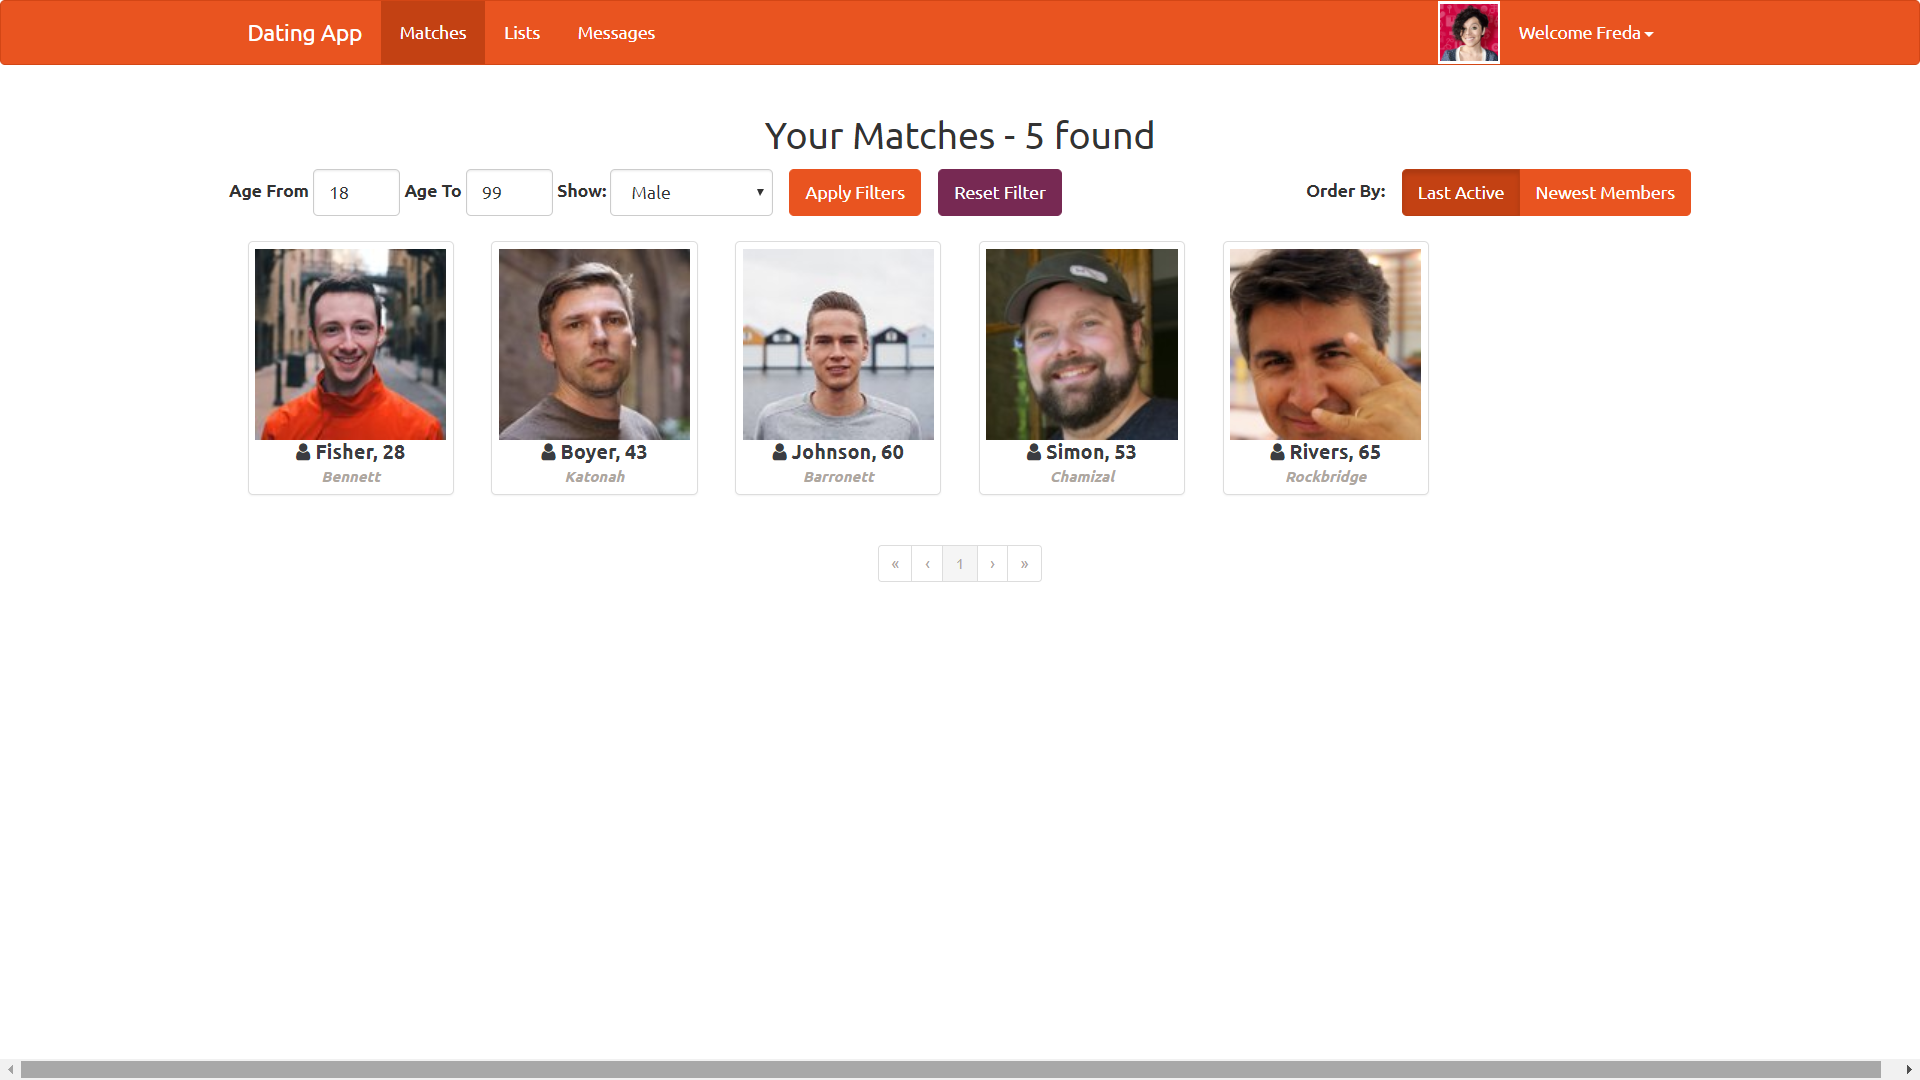 Dating App Matches Lists Messages Welcome Freda
Your Matches - 5 found
Age From 18 Age To 99 Show: Male Apply Filters Reset Filter Order By: Last Active Newest Members
Fisher, 28
Bennett
Boyer, 43
Katonah
Johnson, 60
Barronett
Simon, 53
Chamizal
Rivers, 65
Rockbridge
« ‹ 1 › »